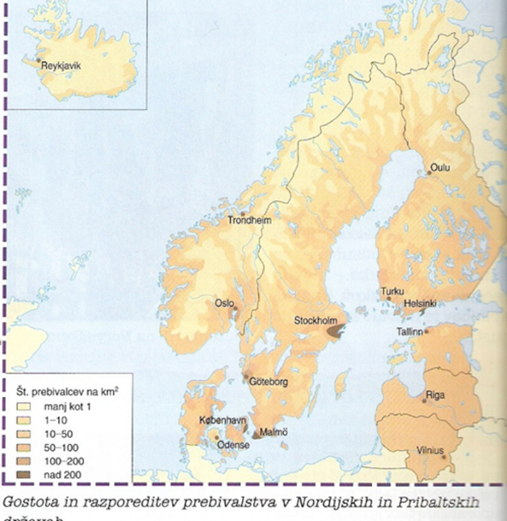 Reykjavik
Oulu
Trondheim
Turku
Oslo
Helsinki
Stockholm
Tallinn
Göteborg
Riga
København
Malmö
Odense
Vilnius
Št. prebivalcev na km²
manj kot 1
1–10
10–50
50–100
100–200
nad 200
Gostota in razporeditev prebivalstva v Nordijskih in Pribaltskih
državah